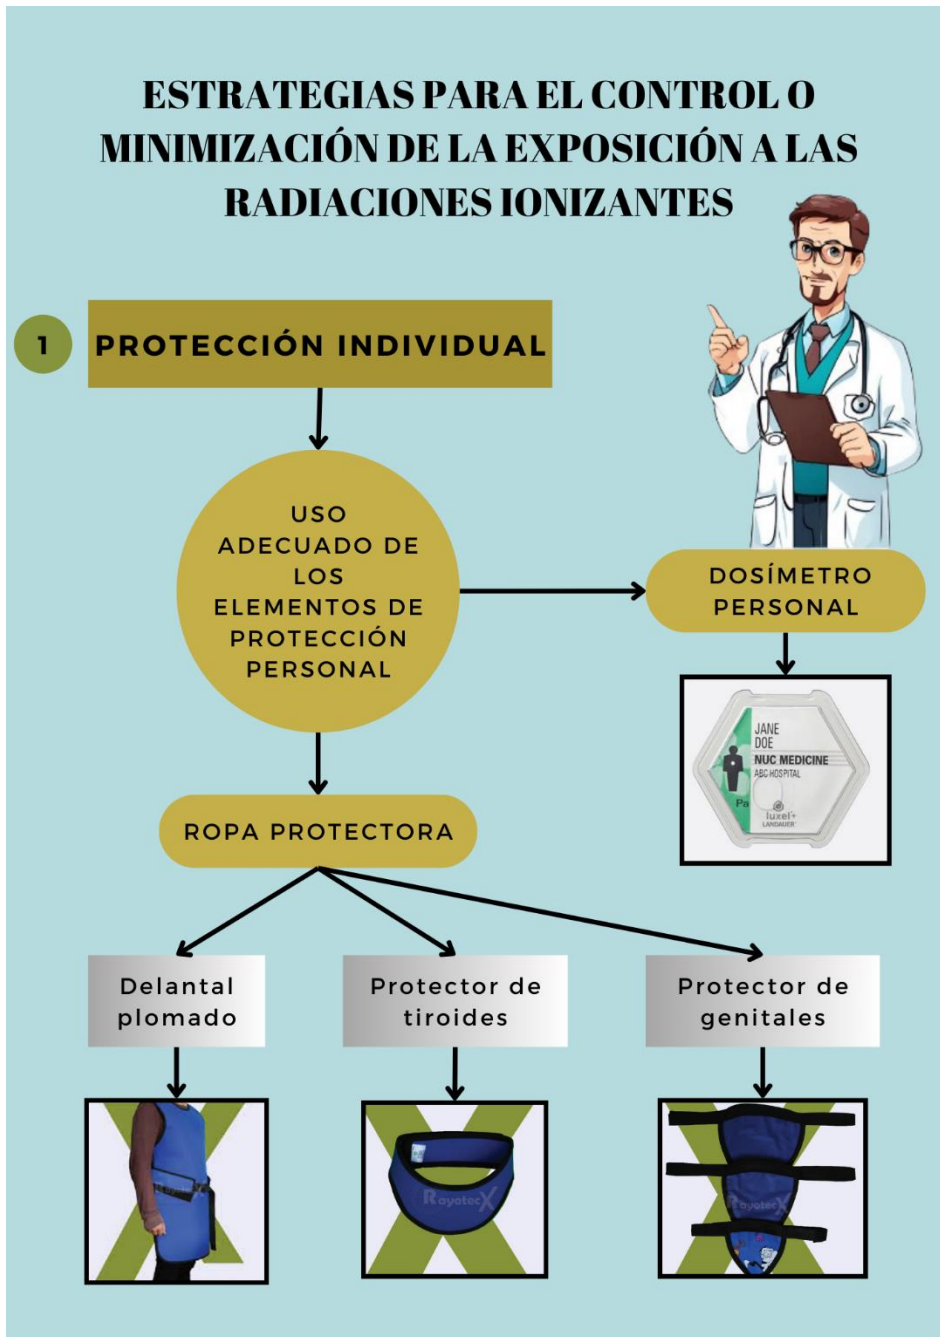 ESTRATEGIAS PARA EL CONTROL O
MINIMIZACIÓN DE LA EXPOSICIÓN A LAS
RADIACIONES IONIZANTES
1
PROTECCIÓN INDIVIDUAL
USO
ADECUADO DE
LOS
ELEMENTOS DE
PROTECCIÓN
PERSONAL
DOSÍMETRO
PERSONAL
JANE
DOE
NUC MEDICINE
ABC HOSPITAL
Pa
luxel+
LANDAUER
ROPA PROTECTORA
Delantal
plomado
Protector de
tiroides
Protector de
genitales
RayotecX
RayotecX